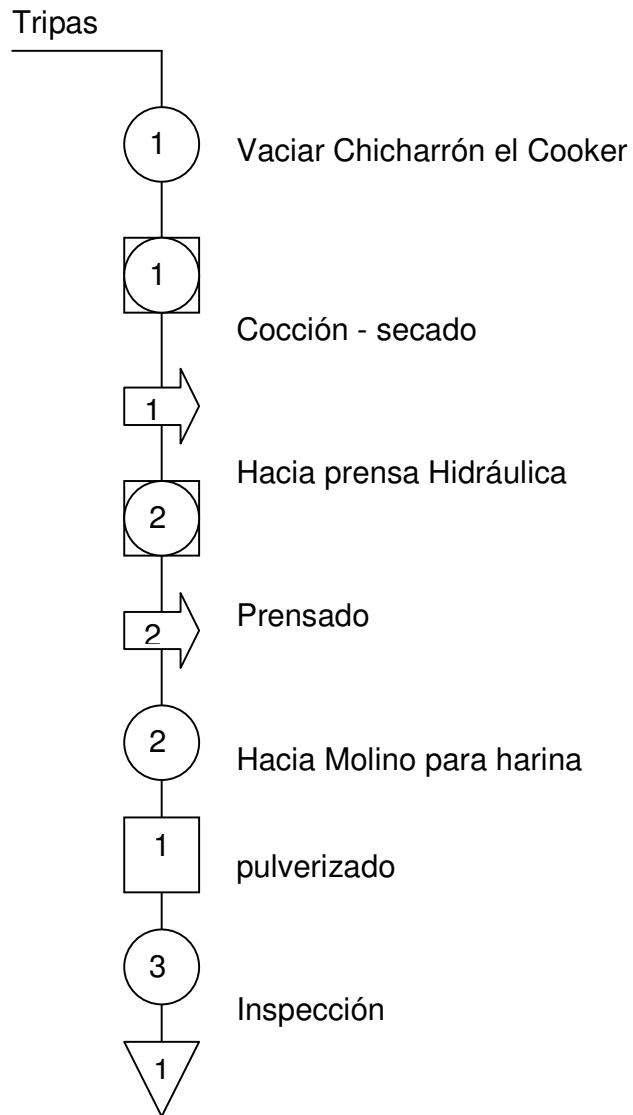 Tripas
1
Vaciar Chicharrón el Cooker
1
Cocción - secado
1
Hacia prensa Hidráulica
2
Prensado
2
2
Hacia Molino para harina
1
pulverizado
3
Inspección
1